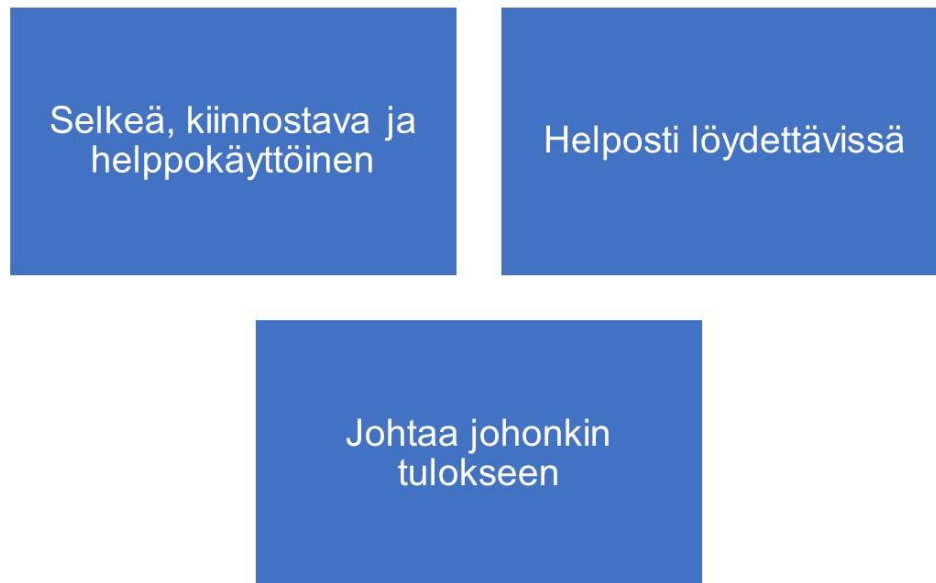 Selkeä, kiinnostava ja
helppokäyttöinen
Helposti löydettävissä
Johtaa johonkin
tulokseen